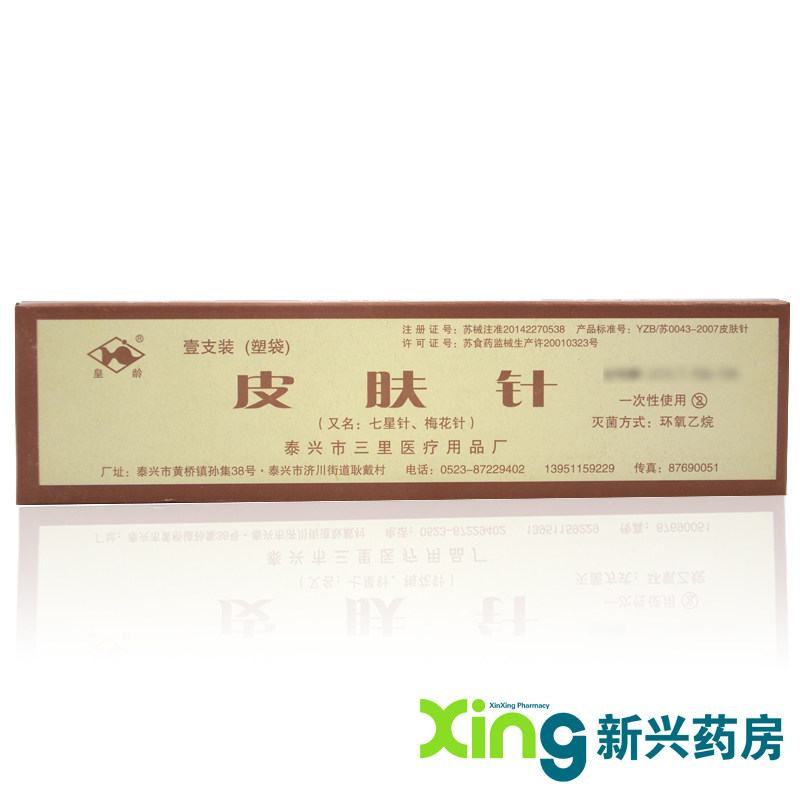 注 册 证 号：苏械注准20142270538 产品标准号：YZB/苏0043-2007皮肤针
许 可 证 号：苏食药监械生产许20010323号
®
皇 龄
壹支装 (塑袋)
皮 肤 针
一次性使用
（又名：七星针、梅花针）
灭菌方式：环氧乙烷
泰兴市三里医疗用品厂
厂址：泰兴市黄桥镇孙集38号·泰兴市济川街道耿戴村 电话：0523-87229402 13951159229 传真：87690051
XinXing Pharmacy
Xing 新兴药房